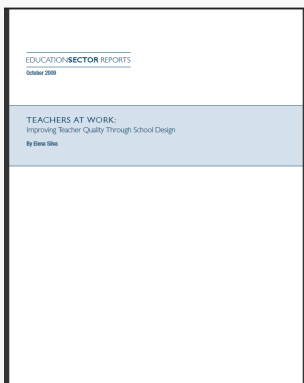 EDUCATIONSECTOR REPORTS
October 2009
TEACHERS AT WORK:
Improving Teacher Quality Through School Design
By Elena Silva